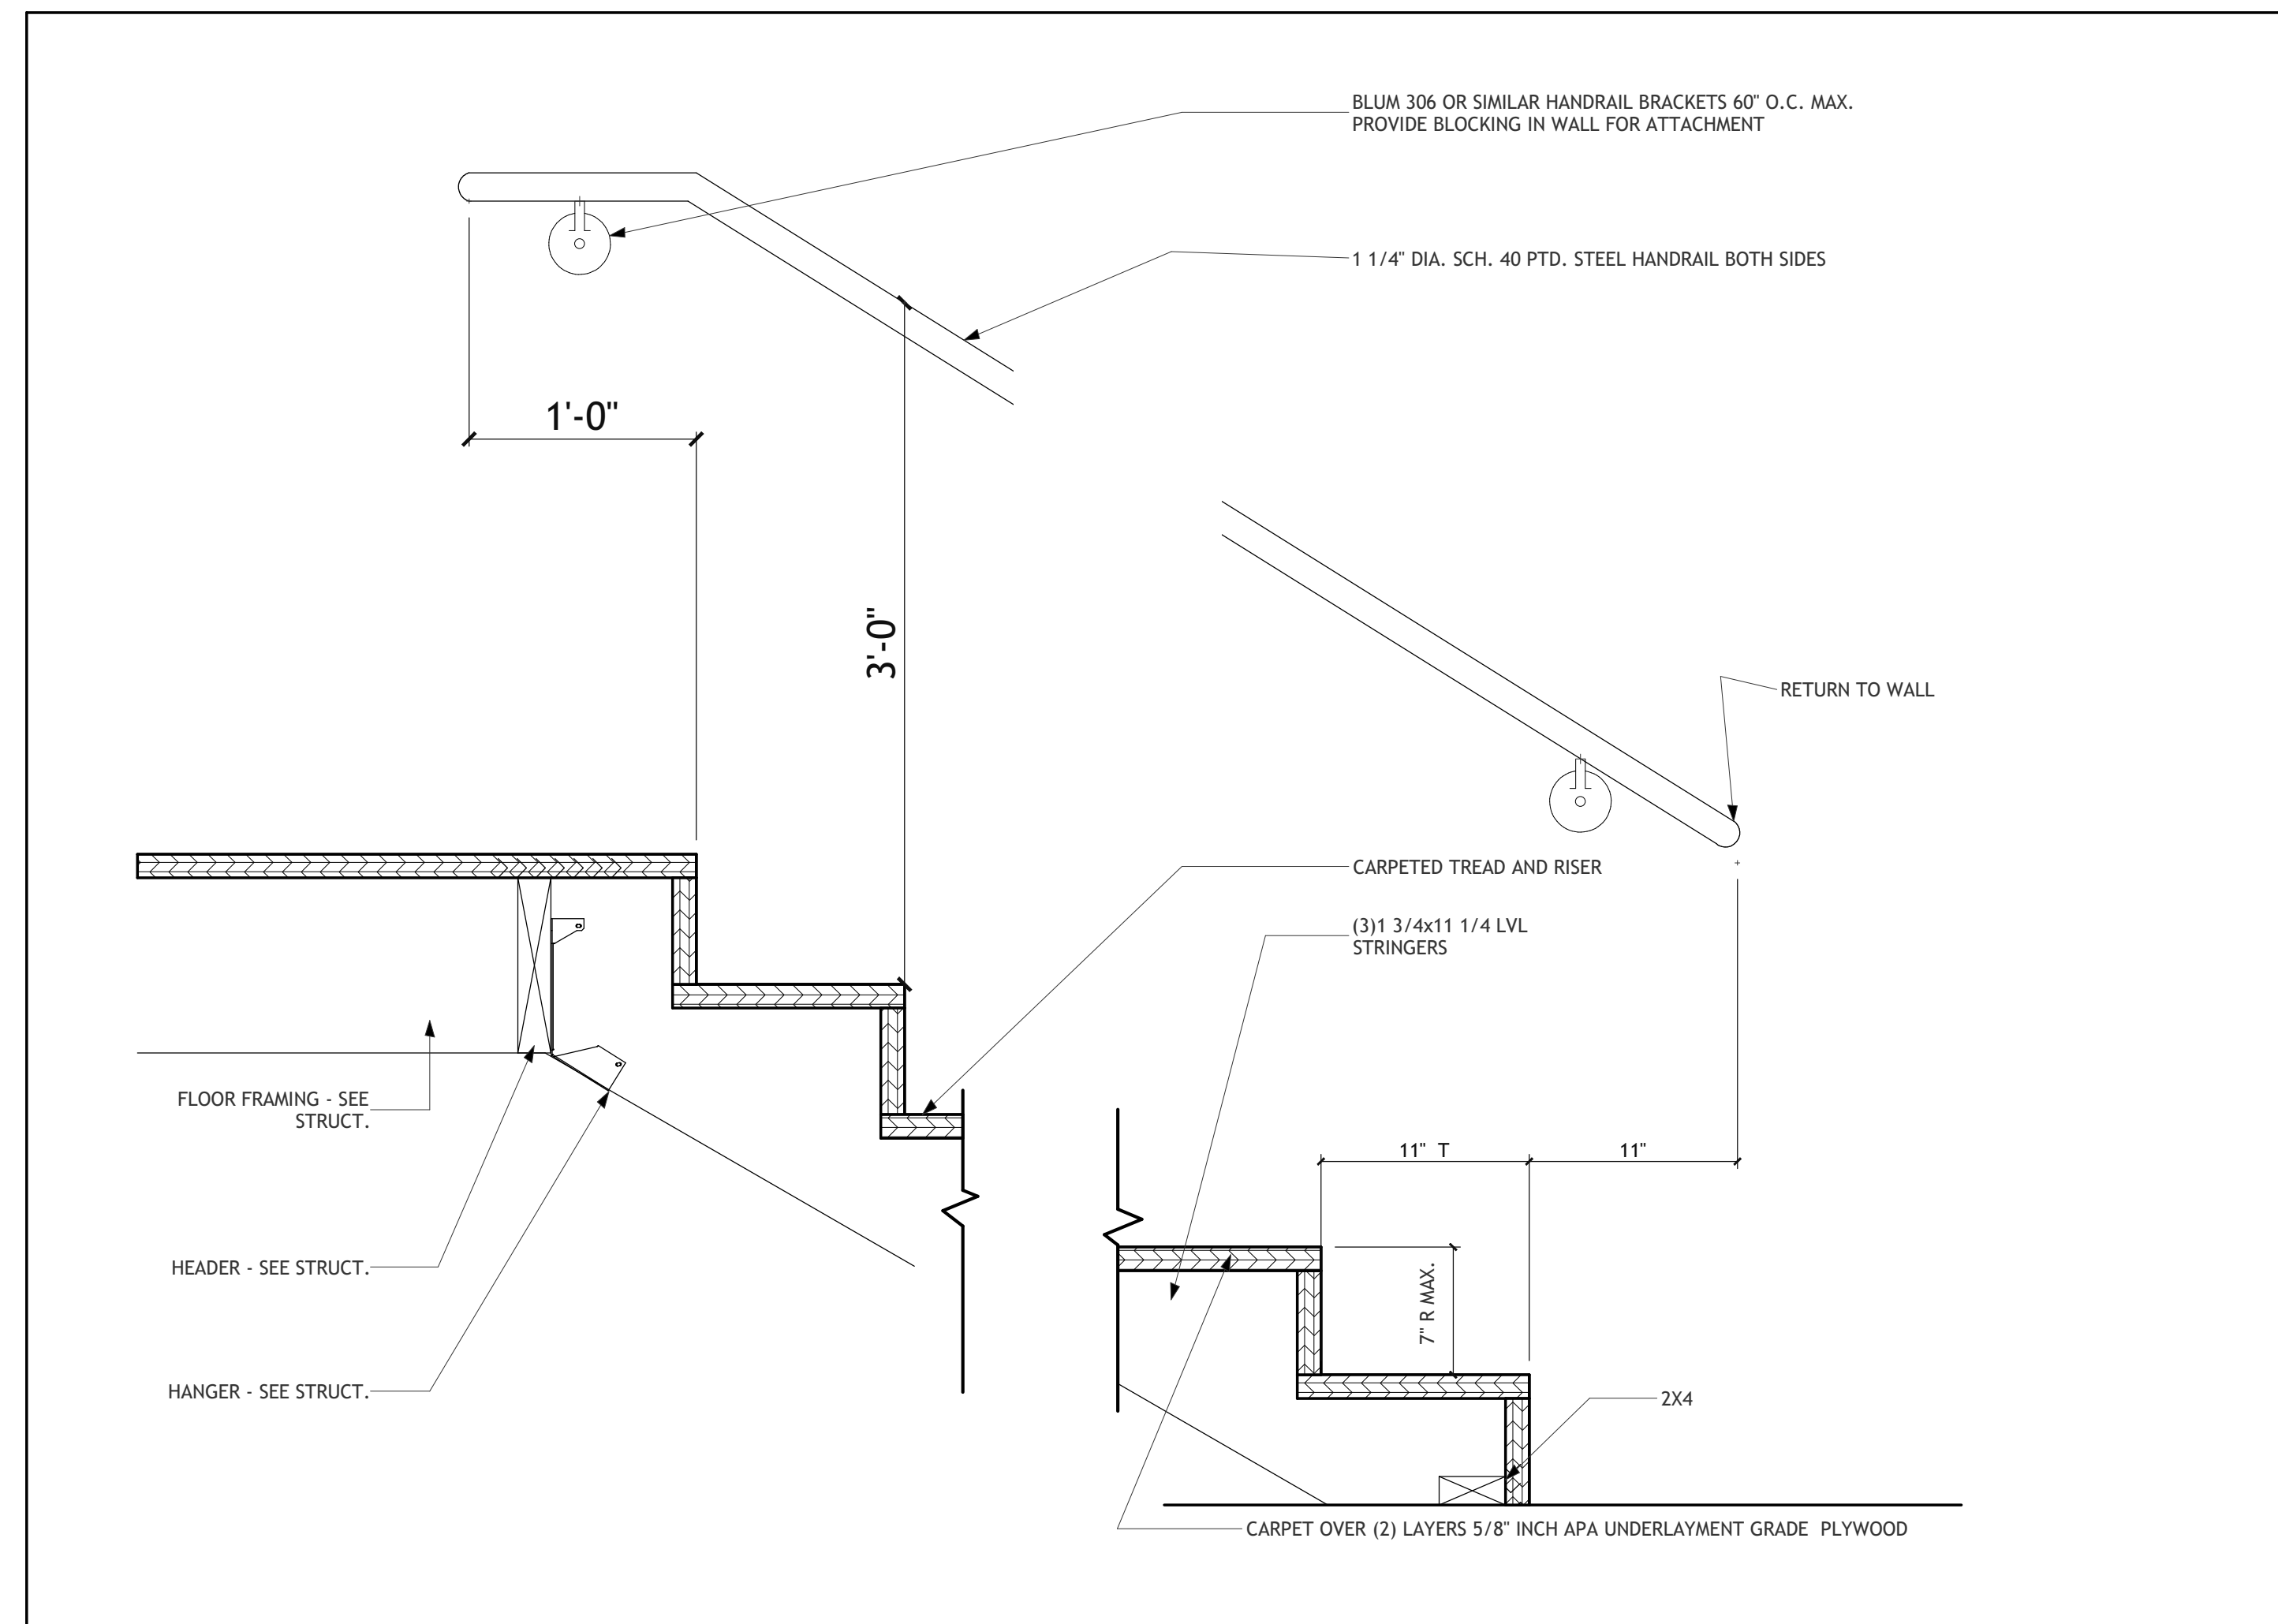 BLUM 306 OR SIMILAR HANDRAIL BRACKETS 60" O.C. MAX.
PROVIDE BLOCKING IN WALL FOR ATTACHMENT
1 1/4" DIA. SCH. 40 PTD. STEEL HANDRAIL BOTH SIDES
1'-0"
3'-0"
RETURN TO WALL
CARPETED TREAD AND RISER
(3)1 3/4x11 1/4 LVL
STRINGERS
FLOOR FRAMING - SEE
STRUCT.
11" T
11"
HEADER - SEE STRUCT.
7" R MAX.
HANGER - SEE STRUCT.
2X4
CARPET OVER (2) LAYERS 5/8" INCH APA UNDERLAYMENT GRADE PLYWOOD